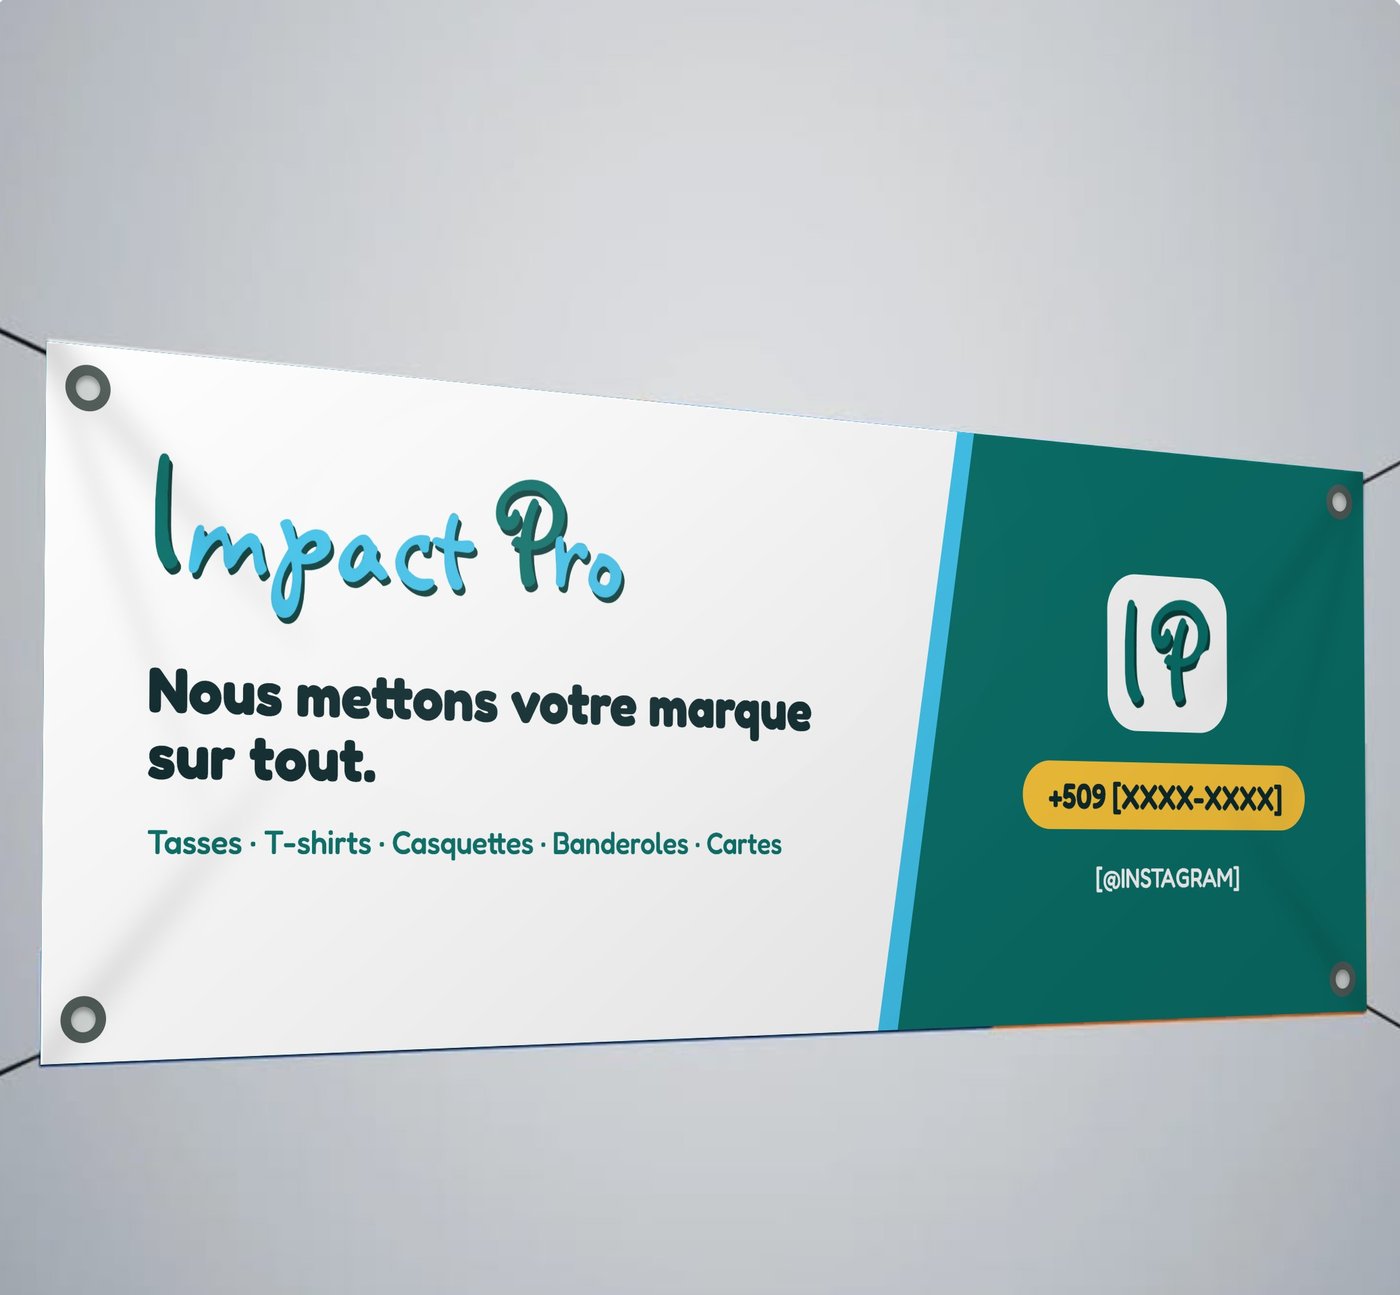 Impact Pro
Nous mettons votre marque
sur tout.
Tasses · T-shirts · Casquettes · Banderoles · Cartes
IP
+509 [XXXX-XXXX]
[@INSTAGRAM]